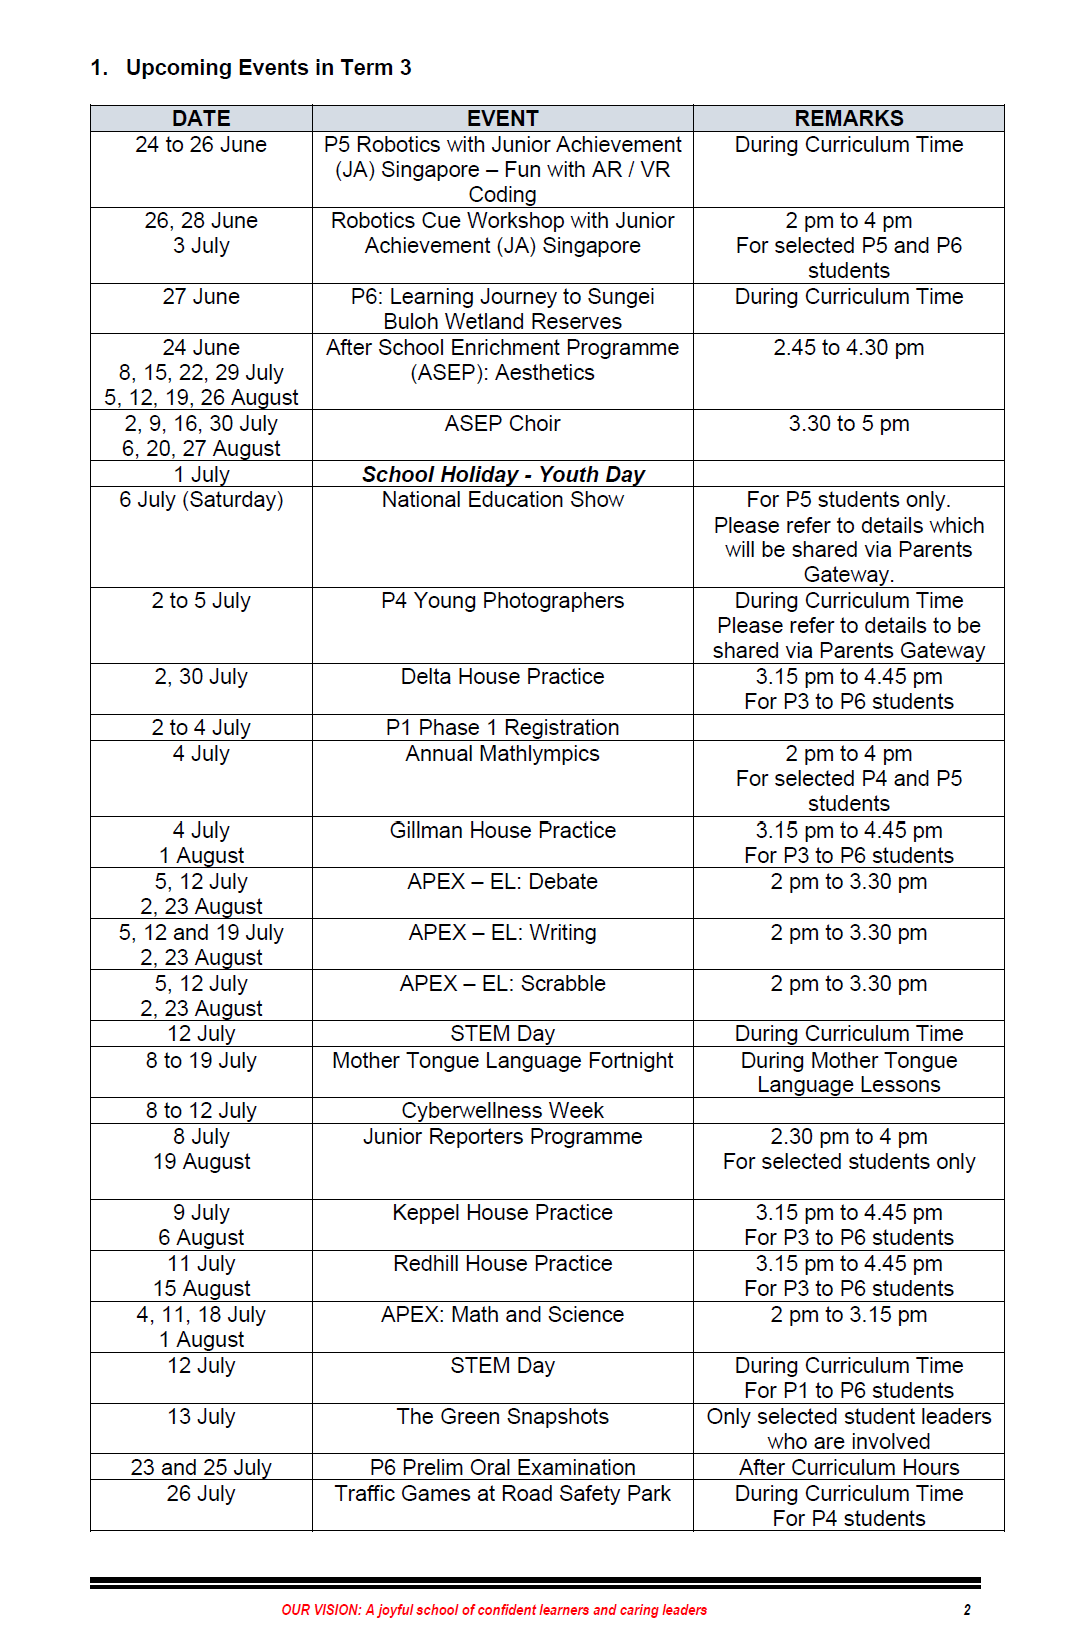 1. Upcoming Events in Term 3
DATE EVENT REMARKS
24 to 26 June P5 Robotics with Junior Achievement During Curriculum Time
(JA) Singapore – Fun with AR / VR
Coding
26, 28 June Robotics Cue Workshop with Junior 2 pm to 4 pm
3 July Achievement (JA) Singapore For selected P5 and P6
students
27 June P6: Learning Journey to Sungei During Curriculum Time
Buloh Wetland Reserves
24 June After School Enrichment Programme 2.45 to 4.30 pm
8, 15, 22, 29 July (ASEP): Aesthetics
5, 12, 19, 26 August
2, 9, 16, 30 July ASEP Choir 3.30 to 5 pm
6, 20, 27 August
1 July School Holiday - Youth Day
6 July (Saturday) National Education Show For P5 students only.
Please refer to details which
will be shared via Parents
Gateway.
2 to 5 July P4 Young Photographers During Curriculum Time
Please refer to details to be
shared via Parents Gateway
2, 30 July Delta House Practice 3.15 pm to 4.45 pm
For P3 to P6 students
2 to 4 July P1 Phase 1 Registration
4 July Annual Mathlympics 2 pm to 4 pm
For selected P4 and P5
students
4 July Gillman House Practice 3.15 pm to 4.45 pm
1 August For P3 to P6 students
5, 12 July APEX – EL: Debate 2 pm to 3.30 pm
2, 23 August
5, 12 and 19 July APEX – EL: Writing 2 pm to 3.30 pm
2, 23 August
5, 12 July APEX – EL: Scrabble 2 pm to 3.30 pm
2, 23 August
12 July STEM Day During Curriculum Time
8 to 19 July Mother Tongue Language Fortnight During Mother Tongue
Language Lessons
8 to 12 July Cyberwellness Week
8 July Junior Reporters Programme 2.30 pm to 4 pm
19 August For selected students only
9 July Keppel House Practice 3.15 pm to 4.45 pm
6 August For P3 to P6 students
11 July Redhill House Practice 3.15 pm to 4.45 pm
15 August For P3 to P6 students
4, 11, 18 July APEX: Math and Science 2 pm to 3.15 pm
1 August
12 July STEM Day During Curriculum Time
For P1 to P6 students
13 July The Green Snapshots Only selected student leaders
who are involved
23 and 25 July P6 Prelim Oral Examination After Curriculum Hours
26 July Traffic Games at Road Safety Park During Curriculum Time
For P4 students
OUR VISION: A joyful school of confident learners and caring leaders 2